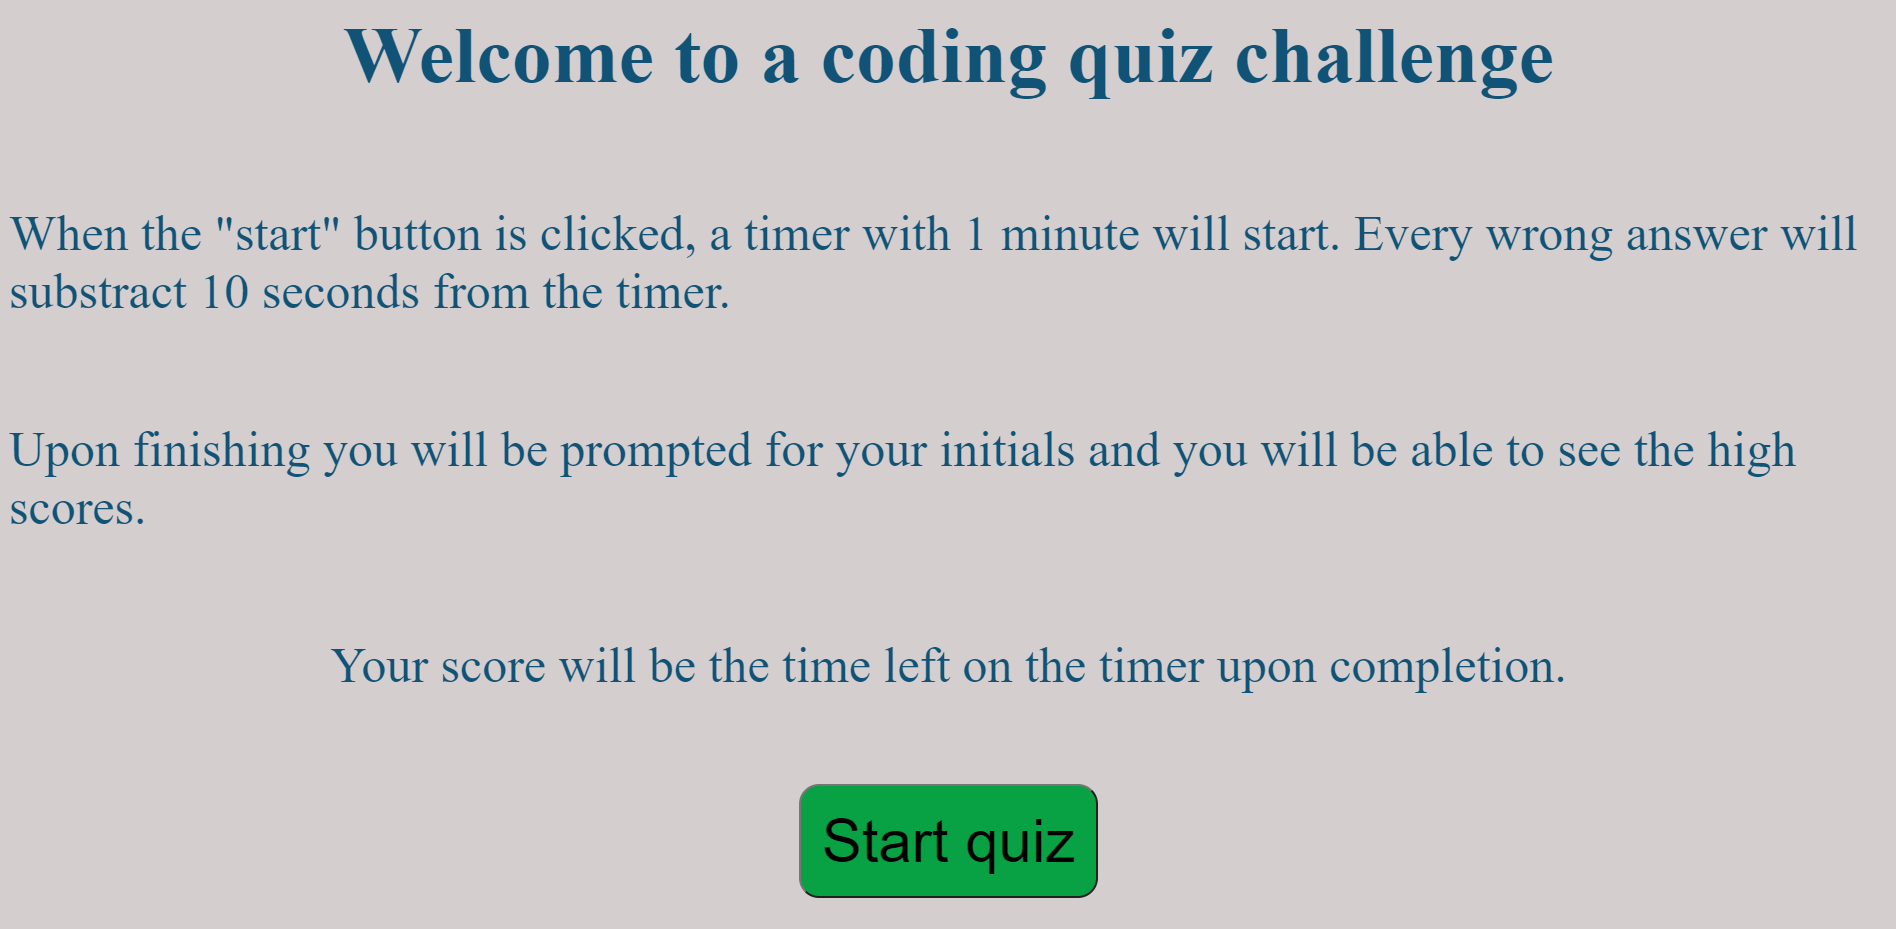 Welcome to a coding quiz challenge
When the "start" button is clicked, a timer with 1 minute will start. Every wrong answer will
substract 10 seconds from the timer.
Upon finishing you will be prompted for your initials and you will be able to see the high
scores.
Your score will be the time left on the timer upon completion.
Start quiz